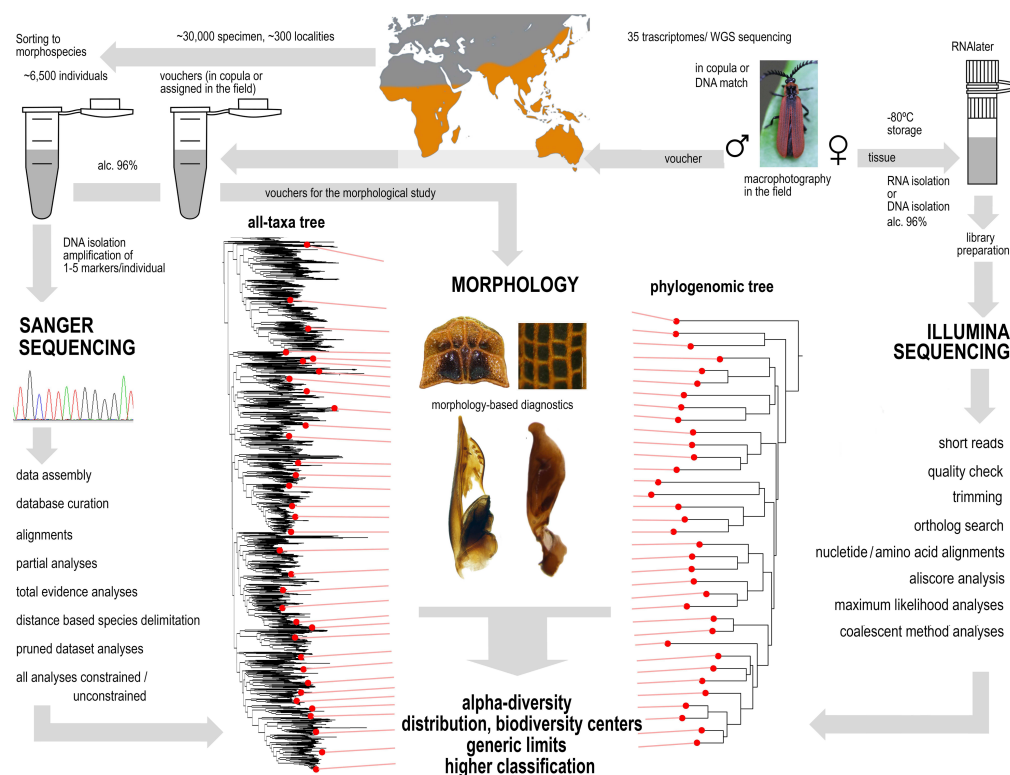 Sorting to
morphospecies
~6,500 individuals
~30,000 specimen, ~300 localities
vouchers (in copula or
assigned in the field)
alc. 96%
vouchers for the morphological study
35 trascriptomes/ WGS sequencing
in copula or
DNA match
voucher
♂
♀
macrophotography
in the field
tissue
RNAlater
-80ºC
storage
RNA isolation
or
DNA isolation
alc. 96%
library
preparation
DNA isolation
amplification of
1-5 markers/individual
SANGER
SEQUENCING
data assembly
database curation
alignments
partial analyses
total evidence analyses
distance based species delimitation
pruned dataset analyses
all analyses constrained /
unconstrained
all-taxa tree
MORPHOLOGY
morphology-based diagnostics
alpha-diversity
distribution, biodiversity centers
generic limits
higher classification
phylogenomic tree
ILLUMINA
SEQUENCING
short reads
quality check
trimming
ortholog search
nucletide / amino acid alignments
aliscore analysis
maximum likelihood analyses
coalescent method analyses